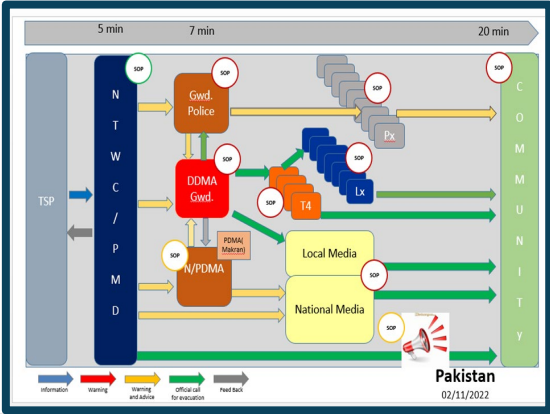 5 min
7 min
20 min
TSP
N
T
W
C
/
P
M
D
SOP
Gwd.
Police
SOP
SOP
Px
SOP
C
O
M
M
U
N
I
T
y
DDMA
Gwd.
SOP
SOP
T4
SOP
Lx
PDMA(
Makran)
SOP
N/PDMA
Local Media
SOP
National Media
SOP
Pakistan
02/11/2022
Information
Warning
Warning
and Advice
Official call
for evacuation
Feed Back